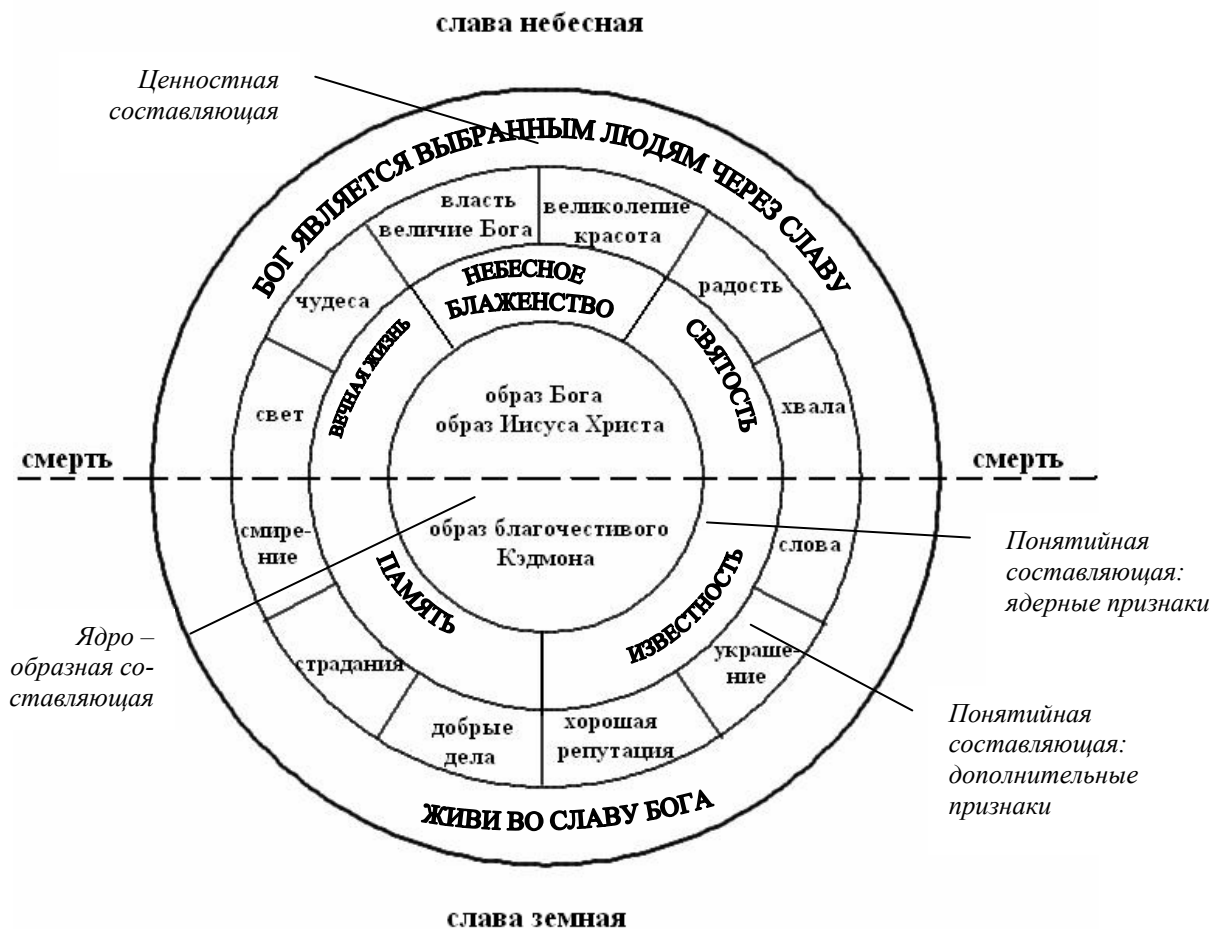 слава небесная
Ценностная
составляющая
БОГ ЯВЛЯЕТСЯ ВЫБРАННЫМ ЛЮДЯМ ЧЕРЕЗ СЛАВУ
власть
величие Бога
великолепие
красота
чудеса
радость
НЕБЕСНОЕ
БЛАЖЕНСТВО
ВЕЧНАЯ ЖИЗНЬ
СВЯТОСТЬ
свет
хвала
образ Бога
образ Иисуса Христа
смерть
смерть
образ благочестивого
Кэдмона
смире-
ние
слова
Понятийная
составляющая:
ядерные признаки
ПАМЯТЬ
ИЗВЕСТНОСТЬ
Ядро –
образная со-
ставляющая
страдания
украше-
ние
добрые
дела
хорошая
репутация
Понятийная
составляющая:
дополнительные
признаки
ЖИВИ ВО СЛАВУ БОГА
слава земная